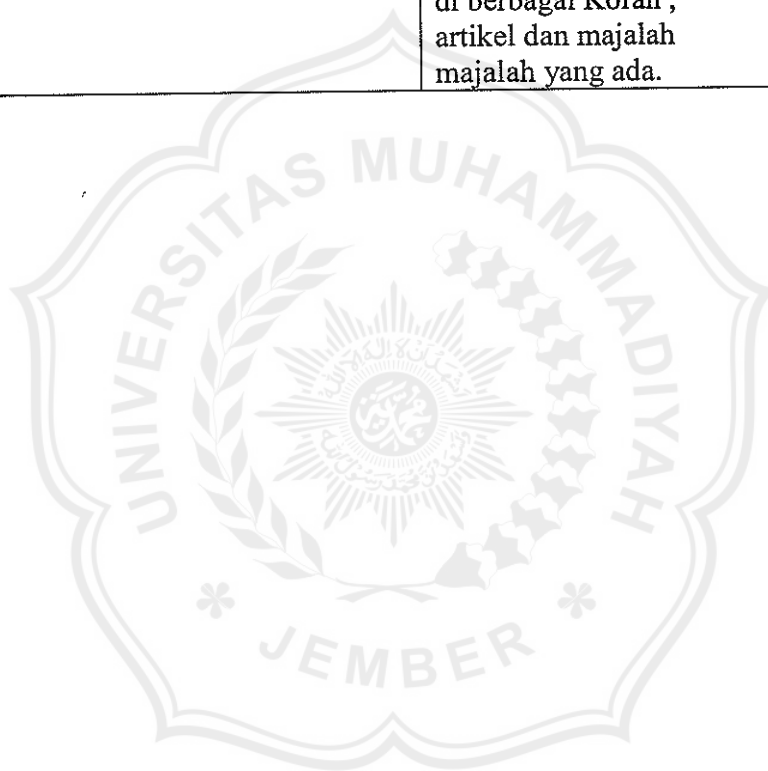 di berbagai Koran ,
artikel dan majalah
majalah yang ada.
UNIVERSITAS MUHAMMADIYAH
JEMBER